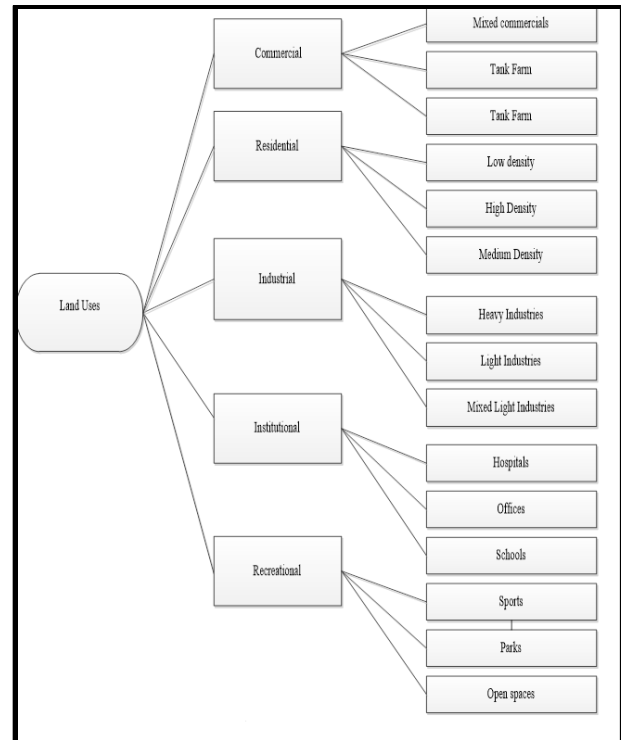 Land Uses
Commercial
Mixed commercials
Tank Farm
Tank Farm
Residential
Low density
High Density
Medium Density
Industrial
Heavy Industries
Light Industries
Mixed Light Industries
Institutional
Hospitals
Offices
Schools
Recreational
Sports
Parks
Open spaces